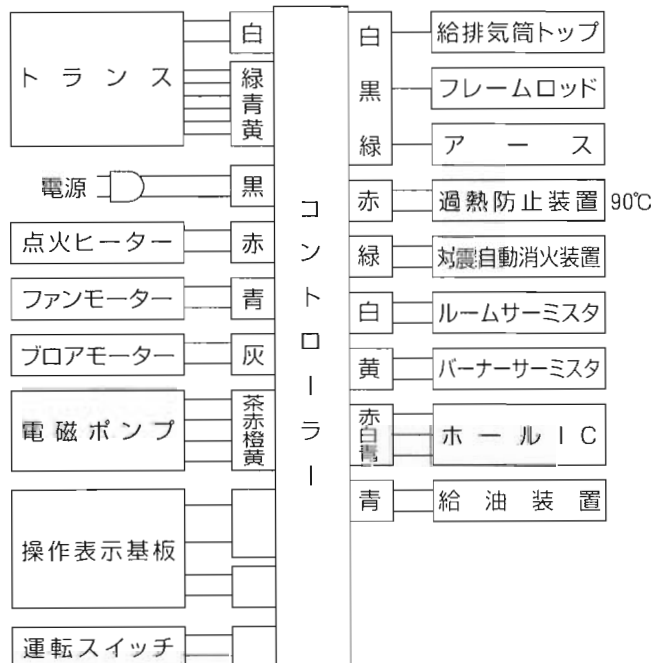 トランス
白
緑
青
黄
電源
黒
点火ヒーター
赤
ファンモーター
青
ブロアモーター
灰
電磁ポンプ
茶
赤
橙
黄
操作表示基板
運転スイッチ
コントローラー
白
給排気筒トップ
黒
フレームロッド
緑
アース
赤
過熱防止装置 90℃
緑
対震自動消火装置
白
ルームサーミスタ
黄
バーナーサーミスタ
赤
白
青
ホールIC
青
給油装置